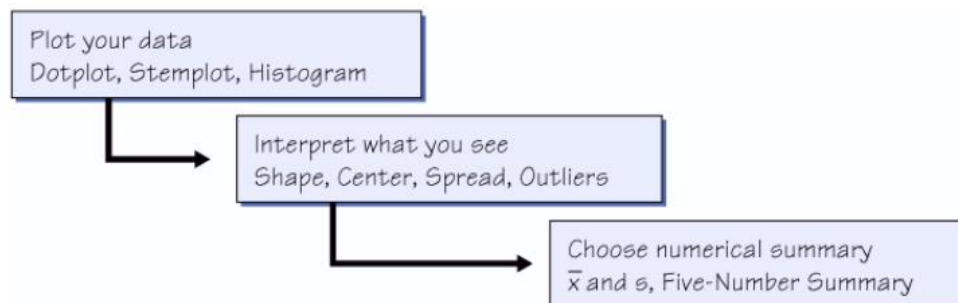 Plot your data
Dotplot, Stemplot, Histogram
Interpret what you see
Shape, Center, Spread, Outliers
Choose numerical summary
x̄ and s, Five-Number Summary